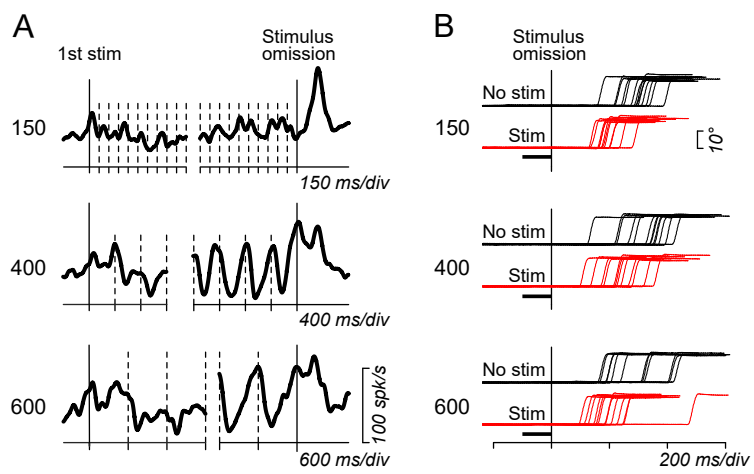 A
1st stim
Stimulus
omission
150
150 ms/div
400
400 ms/div
600
100 spk/s
600 ms/div
B
Stimulus
omission
No stim
150
Stim
10°
No stim
400
Stim
No stim
600
Stim
200 ms/div